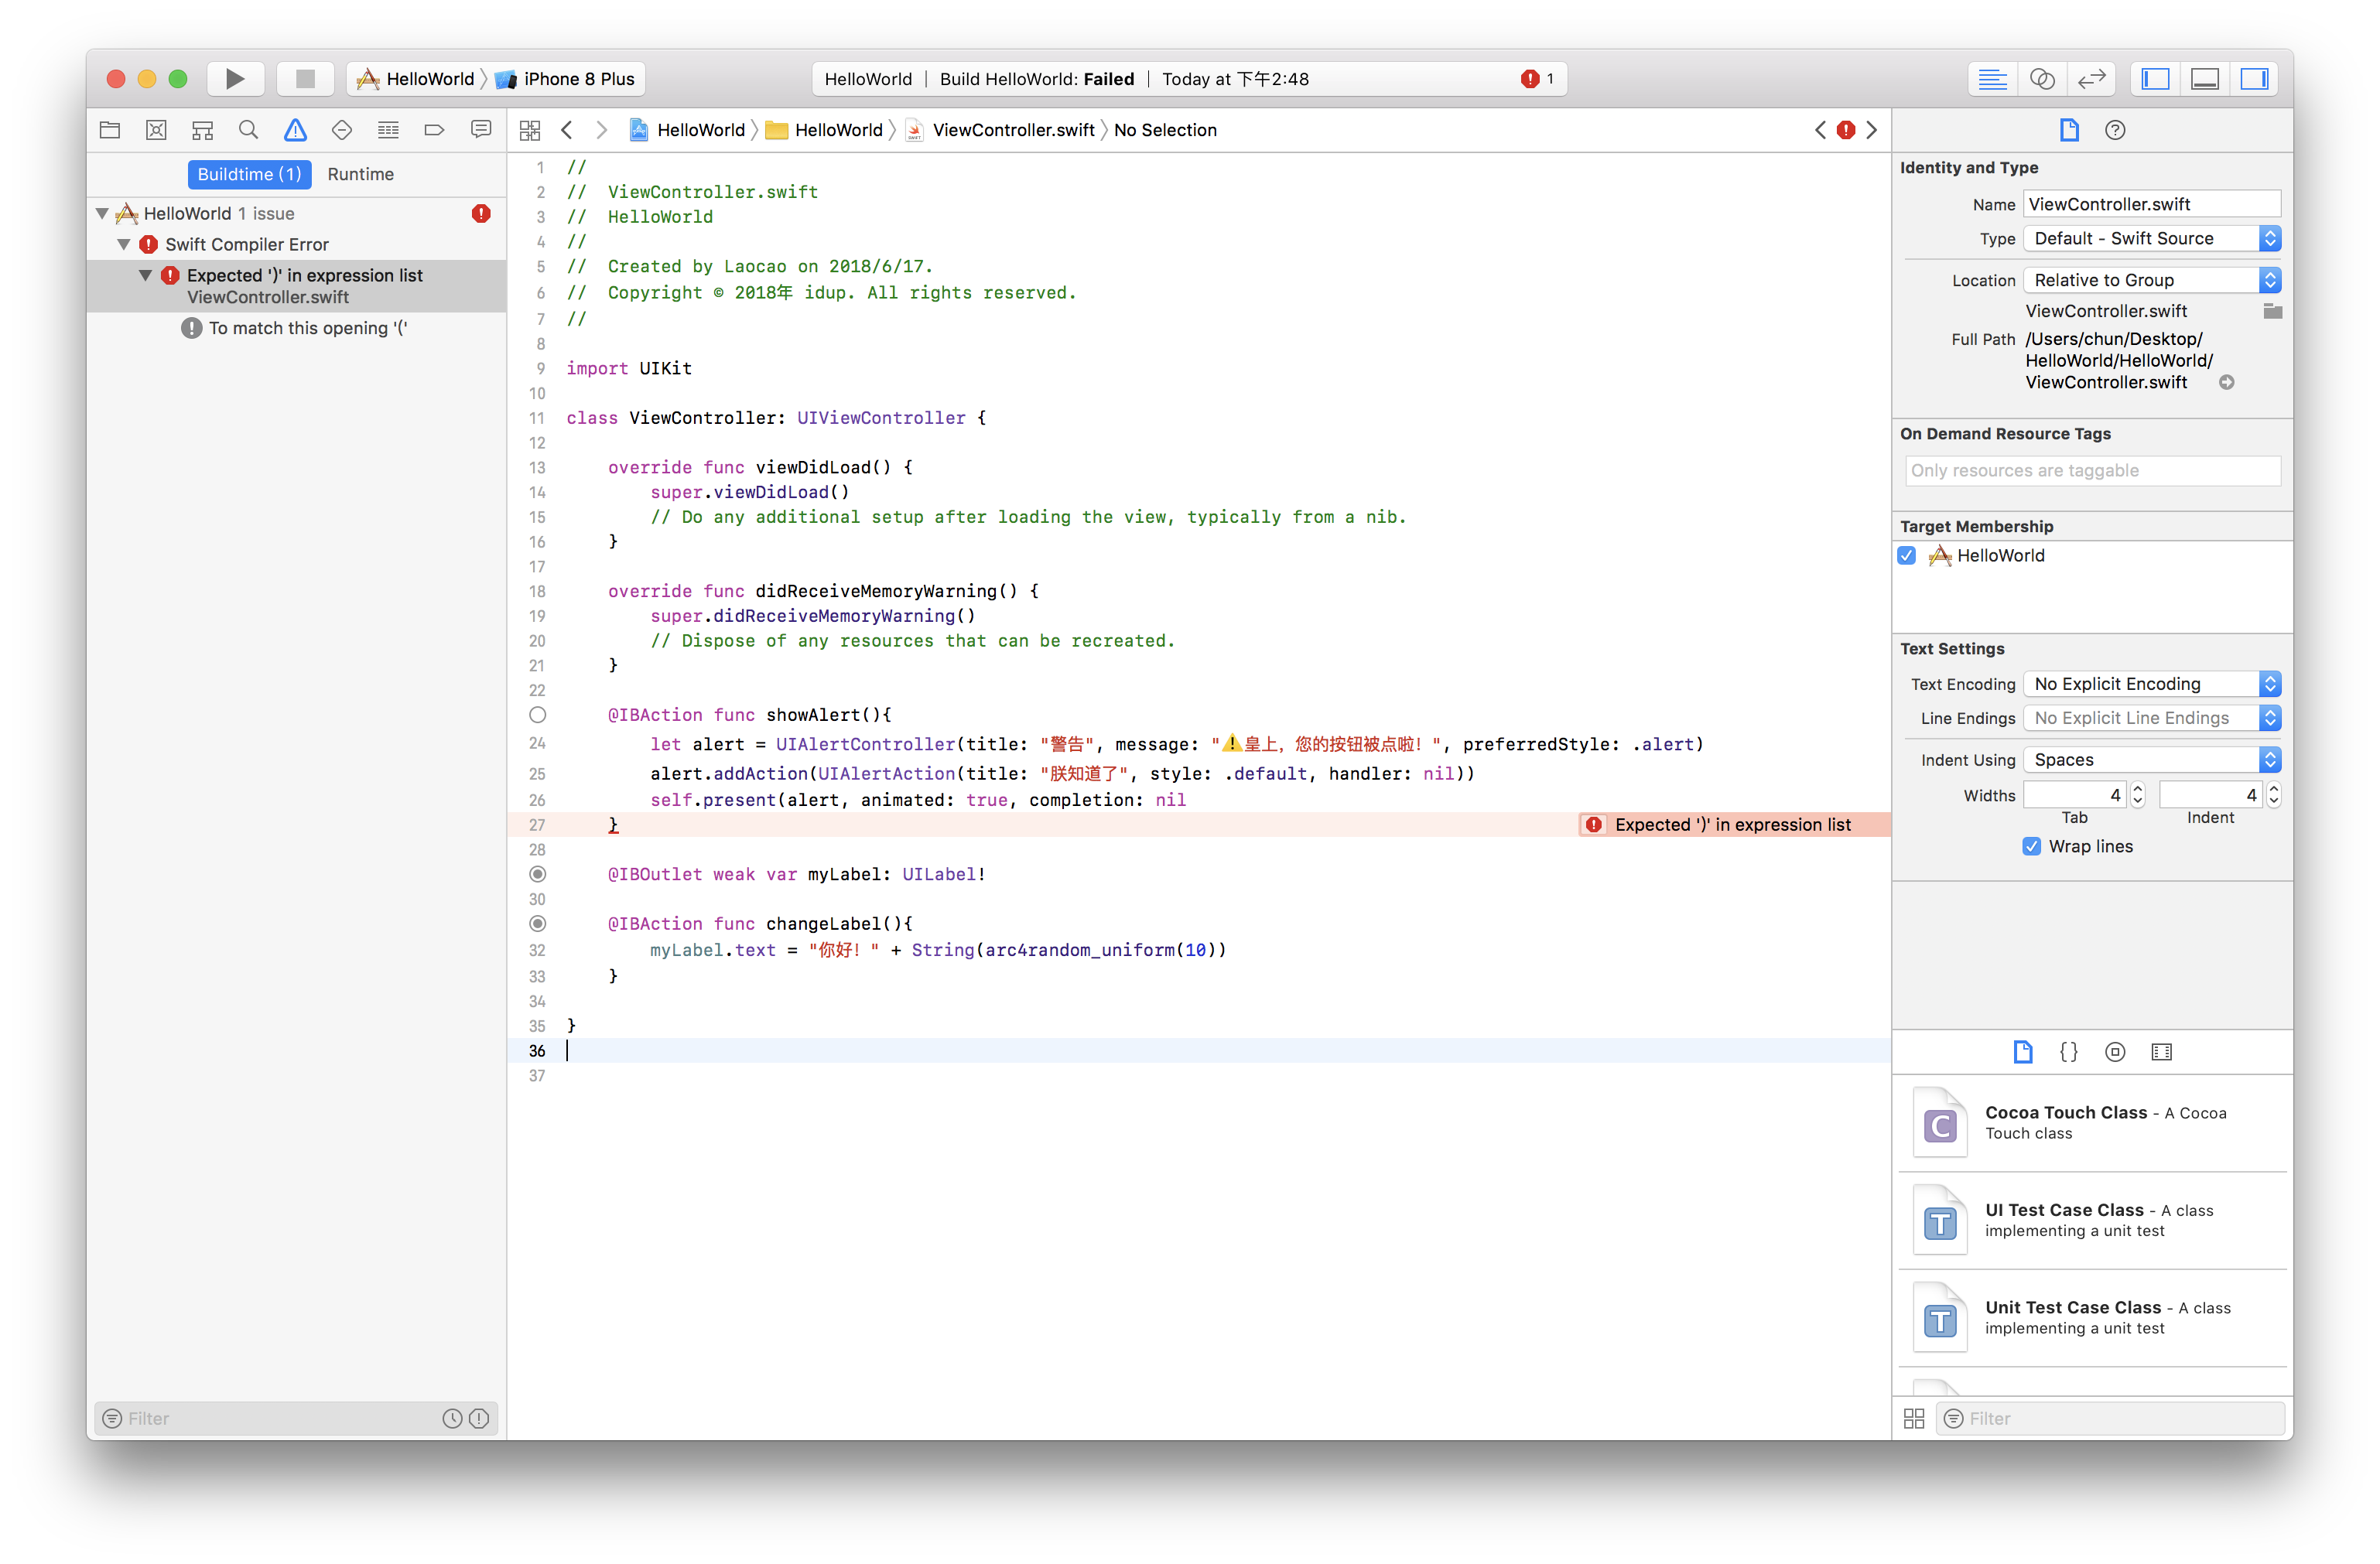 HelloWorld iPhone 8 Plus
HelloWorld | Build HelloWorld: Failed | Today at 下午2:48 1
HelloWorld HelloWorld ViewController.swift No Selection
Buildtime (1) Runtime
HelloWorld 1 issue
Swift Compiler Error
Expected ')' in expression list
ViewController.swift
To match this opening '('
Filter
1 //
2 //  ViewController.swift
3 //  HelloWorld
4 //
5 //  Created by Laocao on 2018/6/17.
6 //  Copyright © 2018年 idup. All rights reserved.
7 //
8
9 import UIKit
10
11 class ViewController: UIViewController {
12
13     override func viewDidLoad() {
14         super.viewDidLoad()
15         // Do any additional setup after loading the view, typically from a nib.
16     }
17
18     override func didReceiveMemoryWarning() {
19         super.didReceiveMemoryWarning()
20         // Dispose of any resources that can be recreated.
21     }
22
@IBAction func showAlert(){
24         let alert = UIAlertController(title: "警告", message: "⚠️皇上，您的按钮被点啦！", preferredStyle: .alert)
25         alert.addAction(UIAlertAction(title: "朕知道了", style: .default, handler: nil))
26         self.present(alert, animated: true, completion: nil
27     } Expected ')' in expression list
28
@IBOutlet weak var myLabel: UILabel!
30
@IBAction func changeLabel(){
32         myLabel.text = "你好！" + String(arc4random_uniform(10))
33     }
34
35 }
36
37
Identity and Type
Name ViewController.swift
Type Default - Swift Source
Location Relative to Group
ViewController.swift
Full Path /Users/chun/Desktop/
HelloWorld/HelloWorld/
ViewController.swift
On Demand Resource Tags
Only resources are taggable
Target Membership
HelloWorld
Text Settings
Text Encoding No Explicit Encoding
Line Endings No Explicit Line Endings
Indent Using Spaces
Widths 4 4
Tab Indent
Wrap lines
{}
C Cocoa Touch Class - A Cocoa
Touch class
T UI Test Case Class - A class
implementing a unit test
T Unit Test Case Class - A class
implementing a unit test
Filter